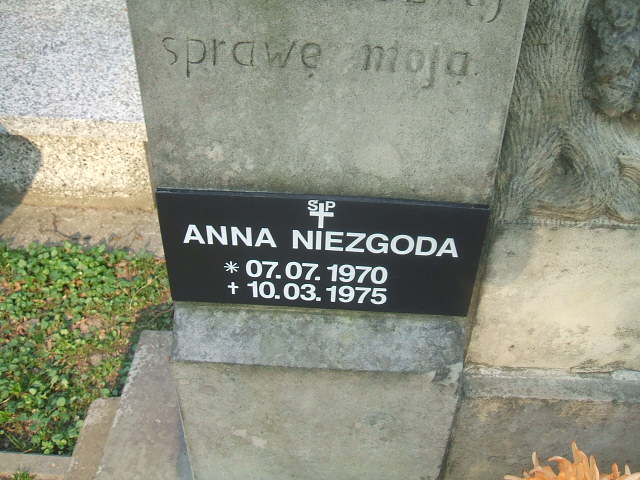 sprawę moją
S P
ANNA NIEZGODA
* 07.07.1970
† 10.03.1975